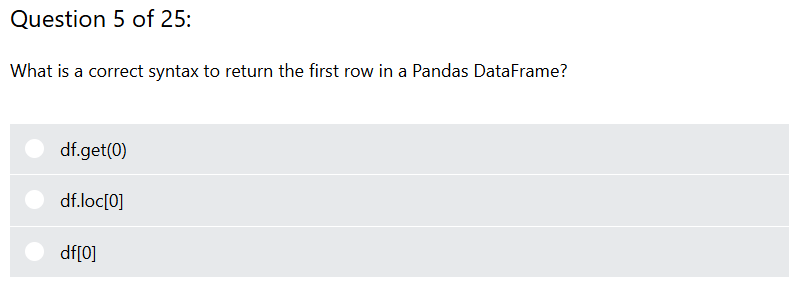 Question 5 of 25:
What is a correct syntax to return the first row in a Pandas DataFrame?
df.get(0)
df.loc[0]
df[0]